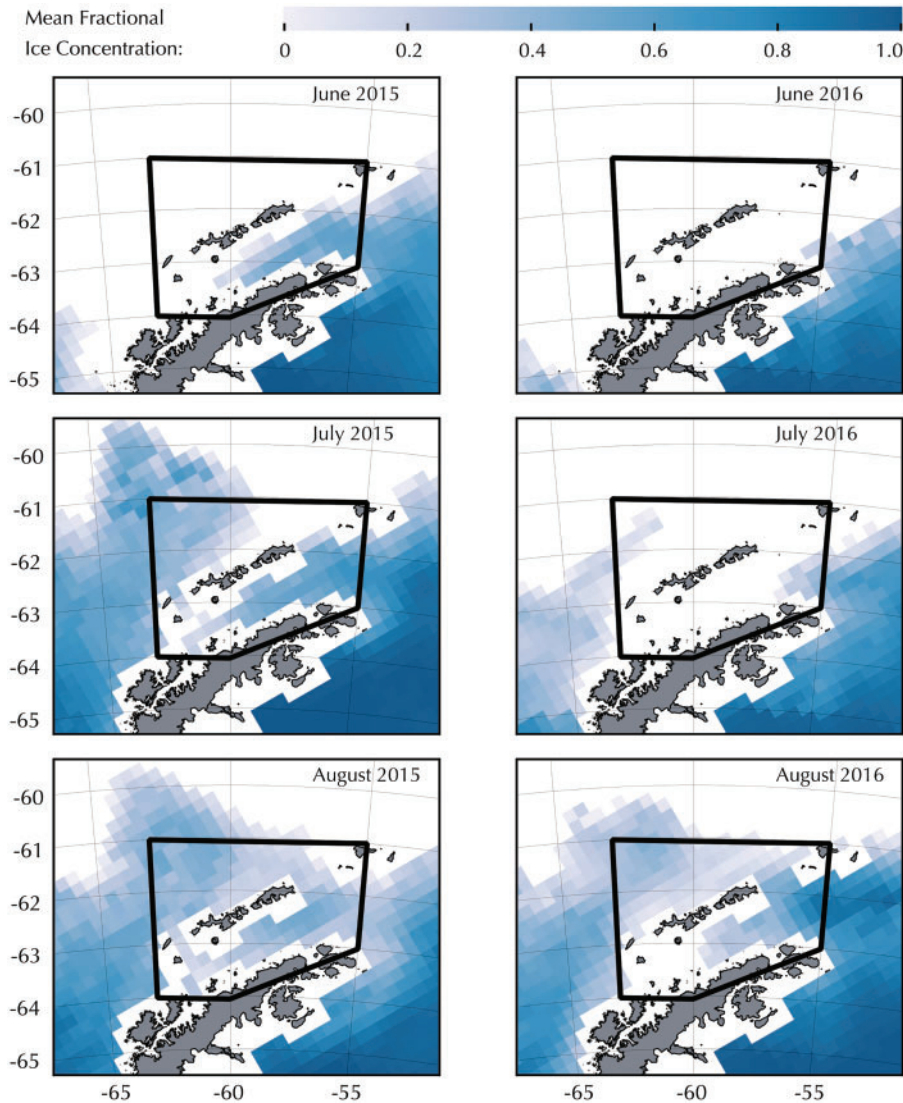 Mean Fractional
Ice Concentration:
0 0.2 0.4 0.6 0.8 1.0
June 2015
June 2016
-60
-61
-62
-63
-64
-65
July 2015
July 2016
-60
-61
-62
-63
-64
-65
August 2015
August 2016
-60
-61
-62
-63
-64
-65
-65 -60 -55
-65 -60 -55